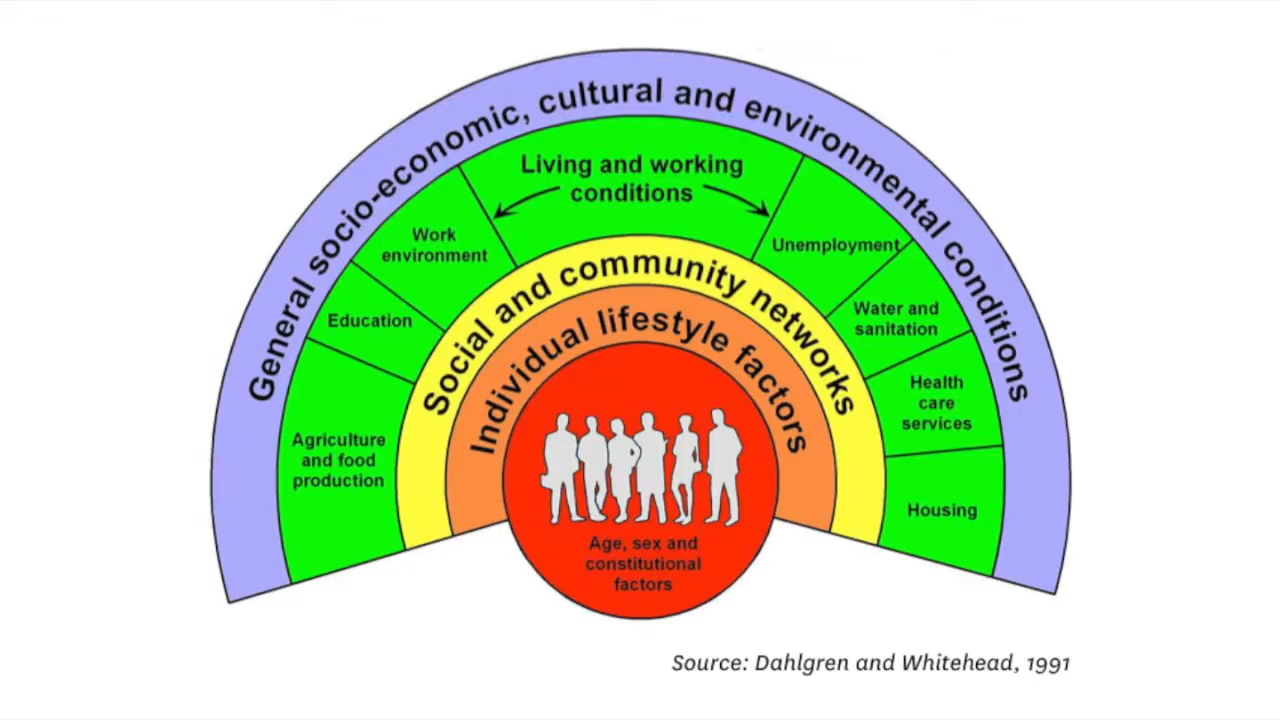 General socio-economic, cultural and environmental conditions
Living and working
conditions
Work
environment
Unemployment
Education
Water and
sanitation
Agriculture
and food
production
Health
care
services
Housing
Social and community networks
Individual lifestyle factors
Age, sex and
constitutional
factors
Source: Dahlgren and Whitehead, 1991